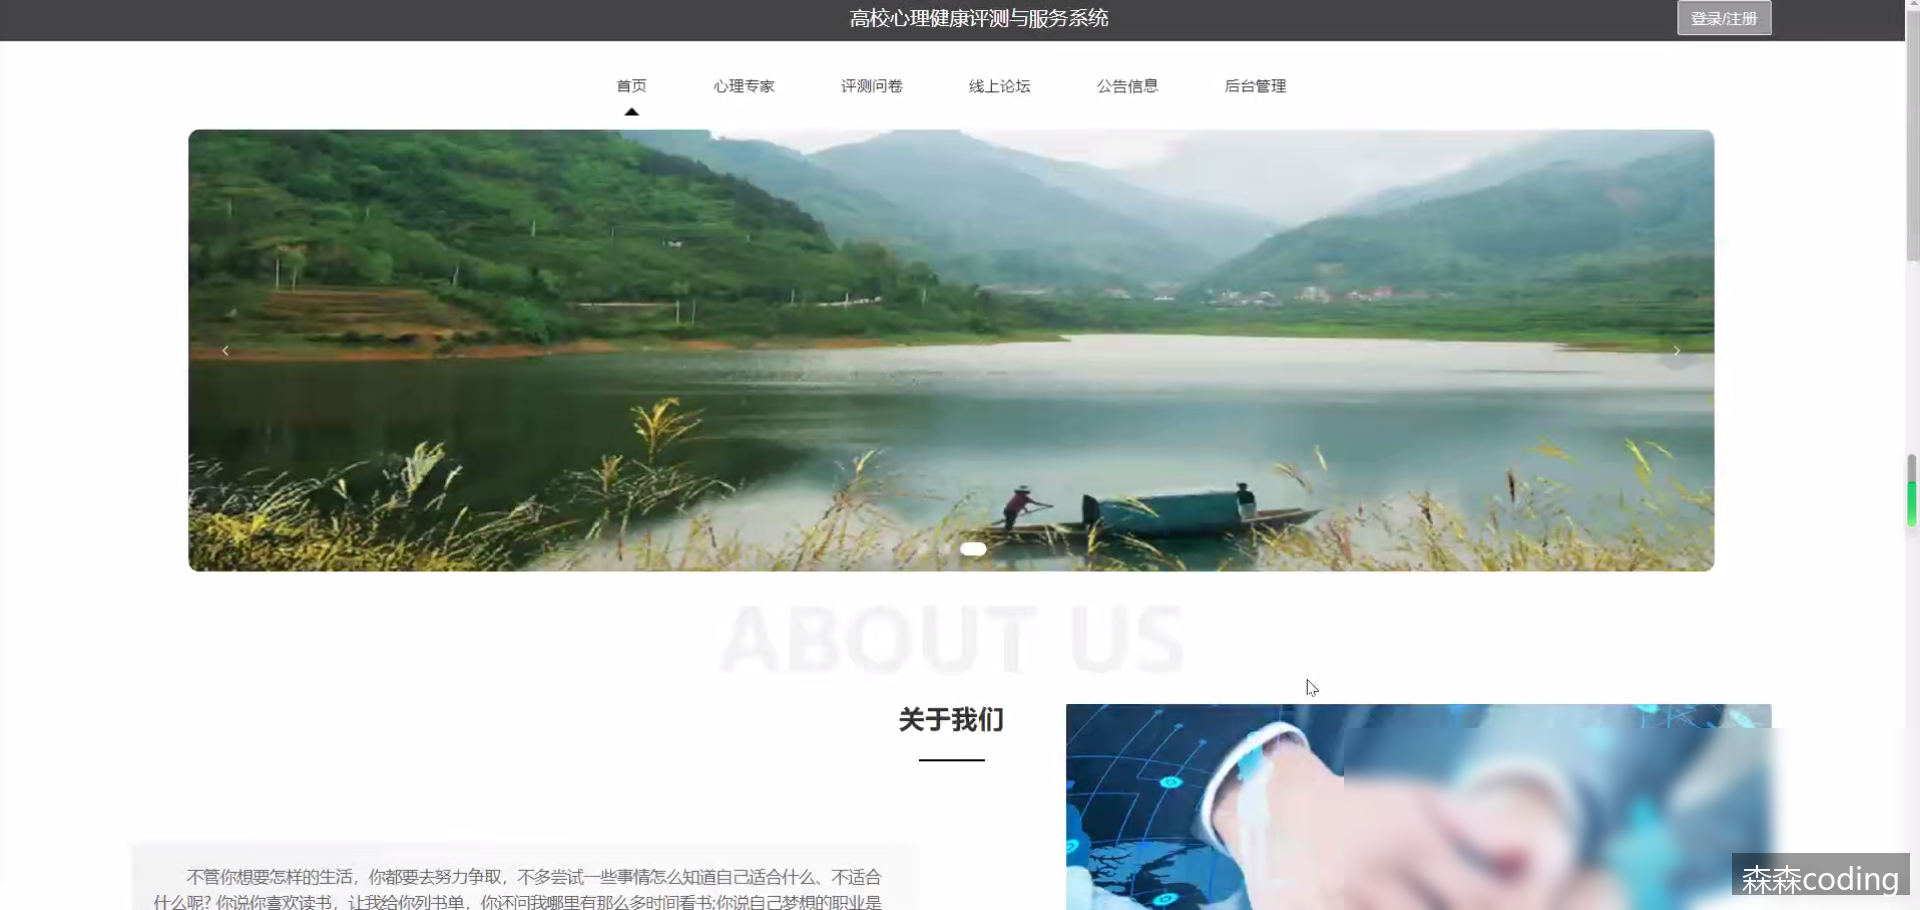 高校心理健康评测与服务系统
登录/注册
首页 心理专家 评测问卷 线上论坛 公告信息 后台管理
ABOUT US
关于我们
不管你想要怎样的生活，你都要去努力争取，不多尝试一些事情怎么知道自己适合什么、不适合
什么呢? 你说你喜欢读书，让我给你列书单，你还问我哪里有那么多时间看书;你说自己梦想的职业是
森森coding